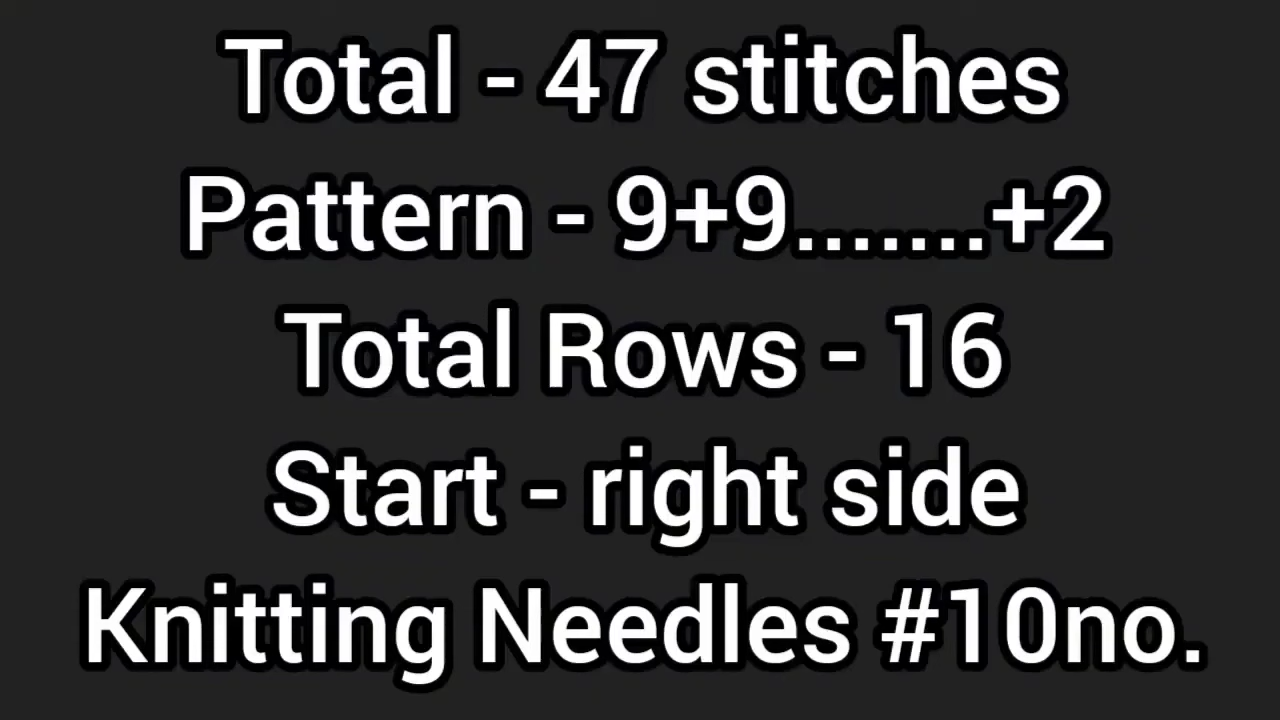 Total - 47 stitches
Pattern - 9+9.......+2
Total Rows - 16
Start - right side
Knitting Needles #10no.